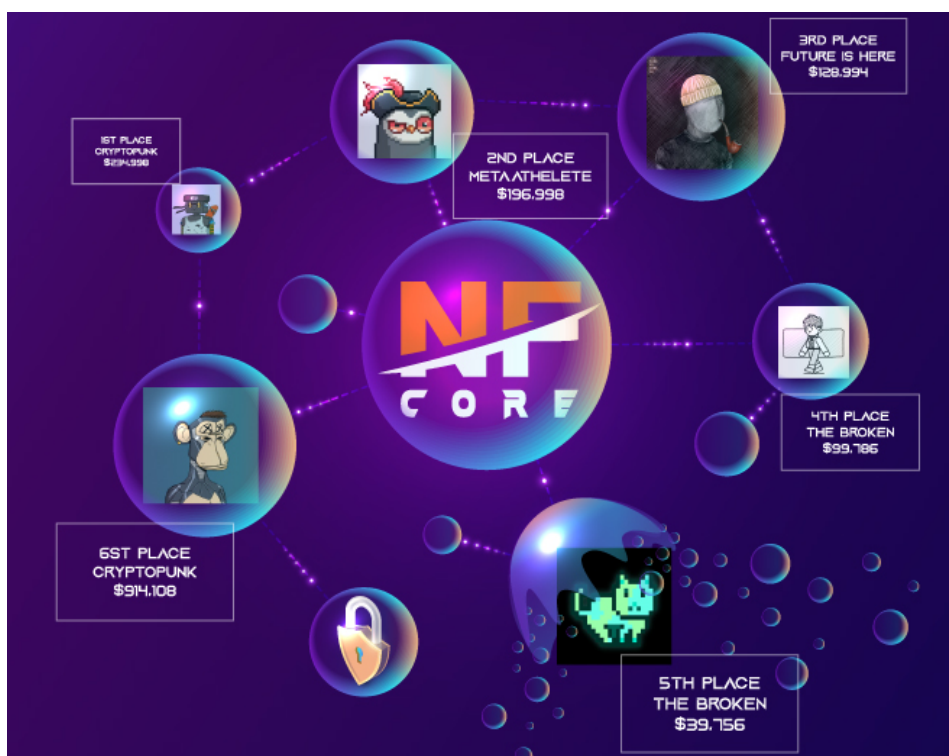 3RD PLACE
FUTURE IS HERE
$128.994
1ST PLACE
CRYPTOPUNK
$234.998
2ND PLACE
METAATHELETE
$196.998
NF
CORE
4TH PLACE
THE BROKEN
$99.786
6ST PLACE
CRYPTOPUNK
$914.108
5TH PLACE
THE BROKEN
$39.756